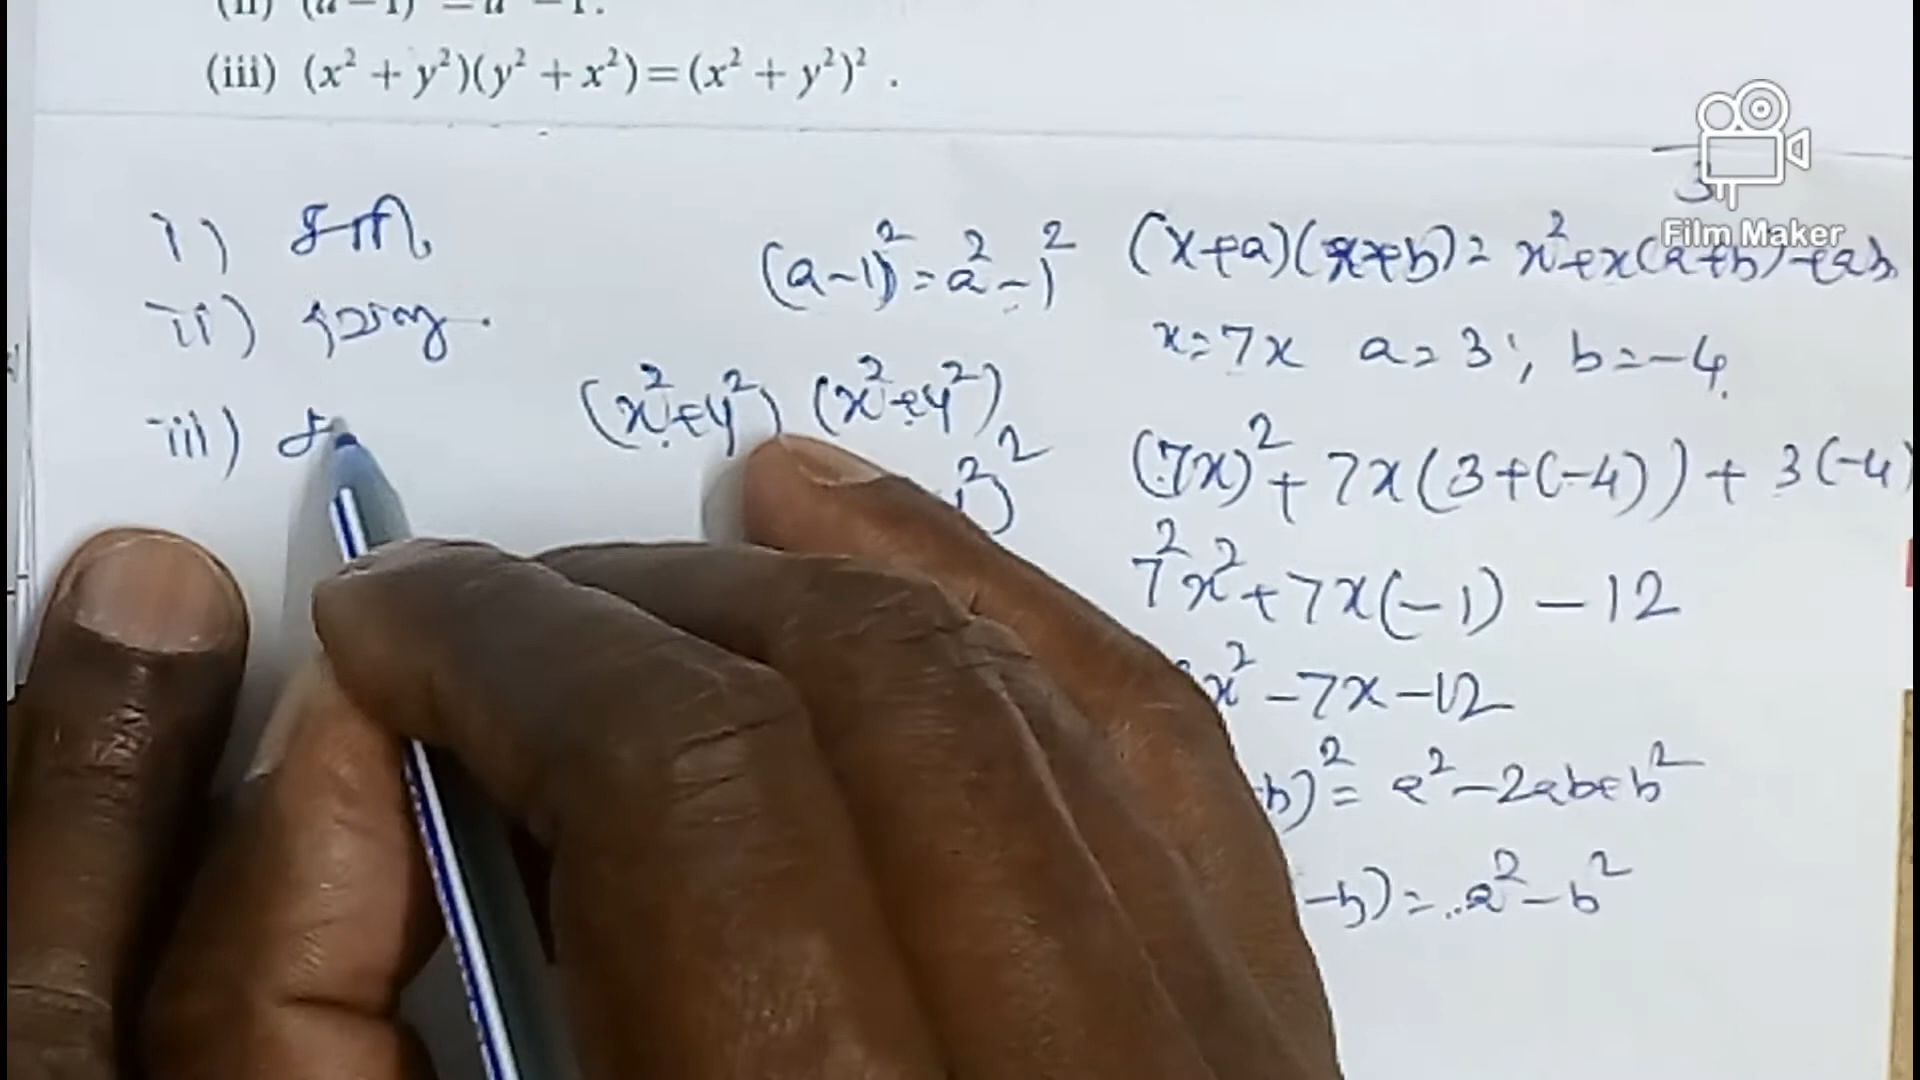 (iii) (x² + y²)(y² + x²) = (x² + y²)² .
3
Film Maker
i) சரி
(a-1)² = a² - 1²
(x+a)(x+b) = x² + x(a+b) + ab
ii) தவறு.
x = 7x a = 3 ; b = -4
(x² + y²) (x² + y²)
iii) ச
(7x)² + 7x(3+(-4)) + 3(-4)
7²x² + 7x(-1) - 12
x² - 7x - 12
b)² = a² - 2ab + b²
-b) = a² - b²